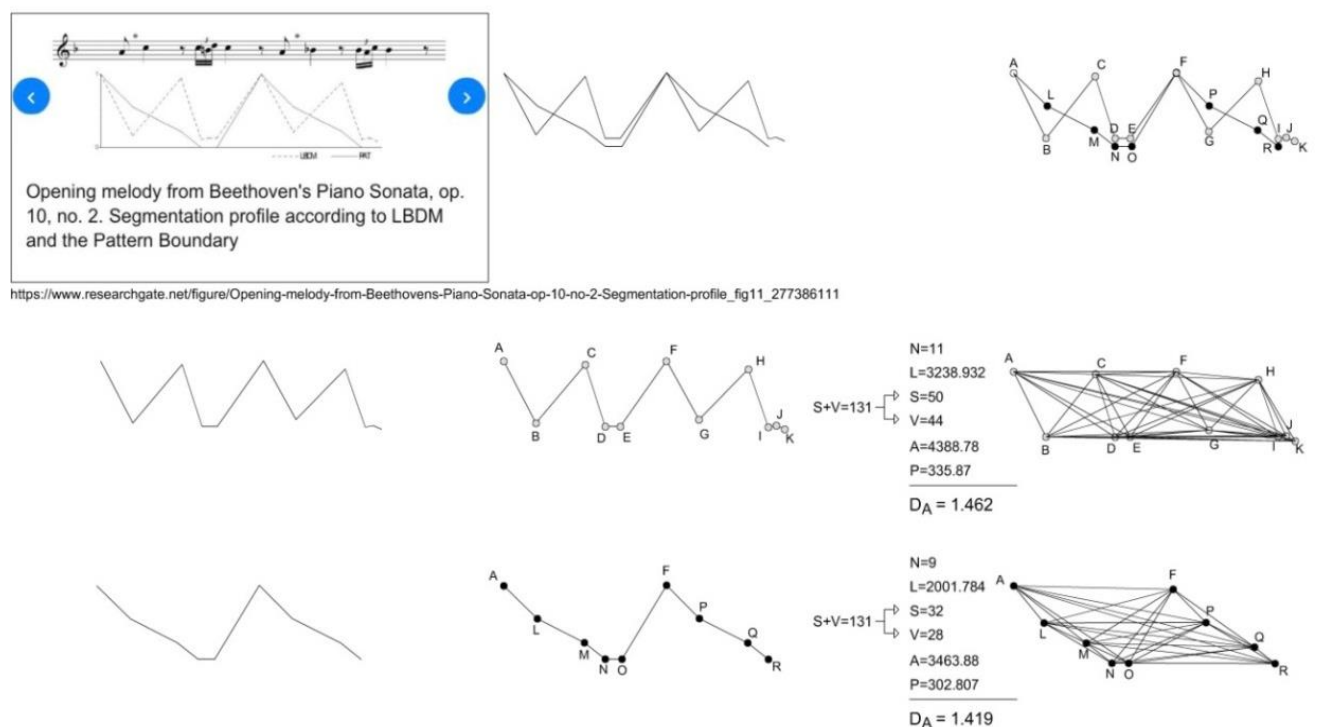 LBDM PAT
Opening melody from Beethoven's Piano Sonata, op.
10, no. 2. Segmentation profile according to LBDM
and the Pattern Boundary
A
C
F
H
L
P
D
E
Q
I
J
B
M
G
R
K
N
O
https://www.researchgate.net/figure/Opening-melody-from-Beethovens-Piano-Sonata-op-10-no-2-Segmentation-profile_fig11_277386111
A
C
F
H
B
D
E
G
I
J
K
S+V=131
N=11
L=3238.932
S=50
V=44
A=4388.78
P=335.87
DA = 1.462
A
C
F
H
B
D
E
G
I
J
K
A
F
L
P
M
Q
N
O
R
S+V=131
N=9
L=2001.784
S=32
V=28
A=3463.88
P=302.807
DA = 1.419
A
F
L
P
M
Q
N
O
R